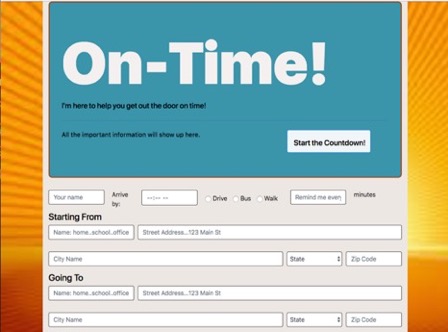 On-Time!
I'm here to help you get out the door on time!
All the important information will show up here.
Start the Countdown!
Your name
Arrive by:
--:-- --
Drive
Bus
Walk
Remind me every
minutes
Starting From
Name: home..school..office
Street Address...123 Main St
City Name
State
Zip Code
Going To
Name: home..school..office
Street Address...123 Main St
City Name
State
Zip Code